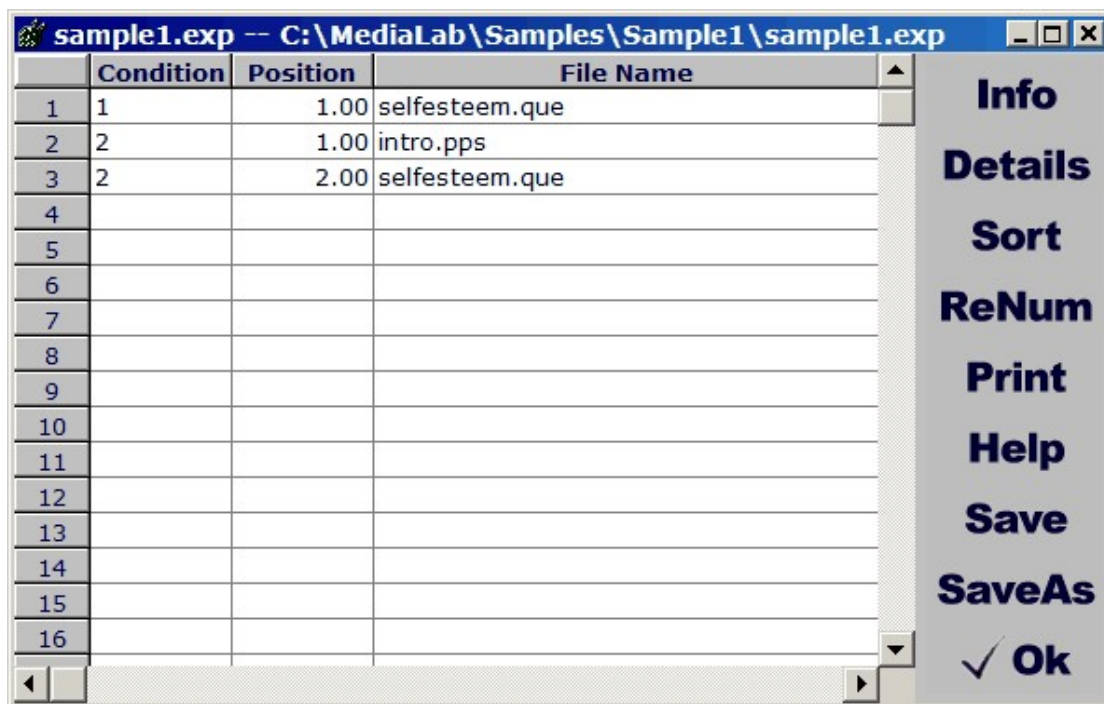 sample1.exp -- C:\MediaLab\Samples\Sample1\sample1.exp
Condition Position File Name
1 1 1.00 selfesteem.que
2 2 1.00 intro.pps
3 2 2.00 selfesteem.que
4
5
6
7
8
9
10
11
12
13
14
15
16
Info
Details
Sort
ReNum
Print
Help
Save
SaveAs
Ok